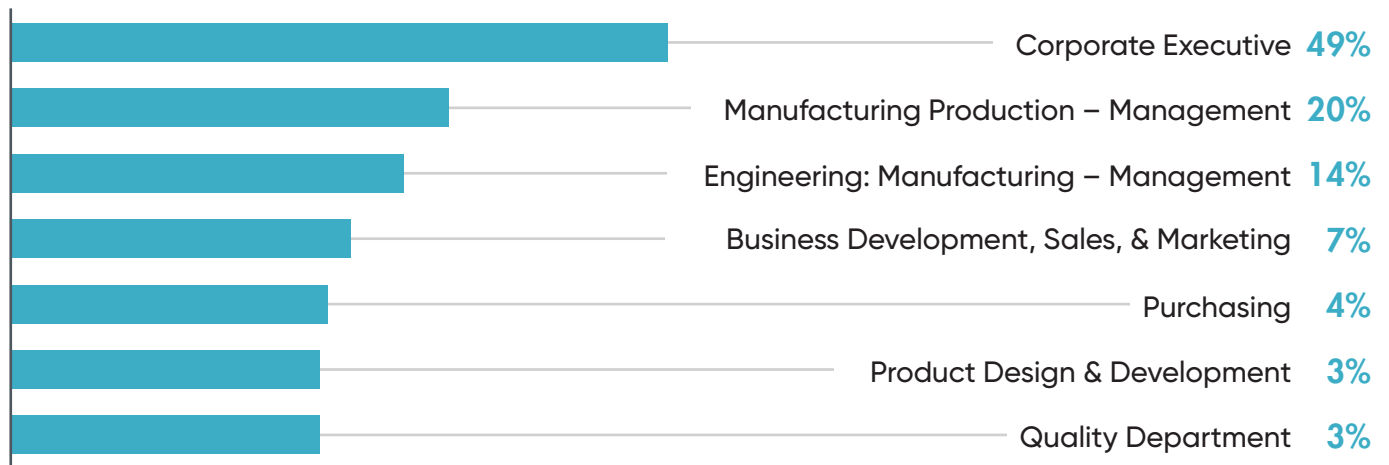 Corporate Executive 49%
Manufacturing Production – Management 20%
Engineering: Manufacturing – Management 14%
Business Development, Sales, & Marketing 7%
Purchasing 4%
Product Design & Development 3%
Quality Department 3%